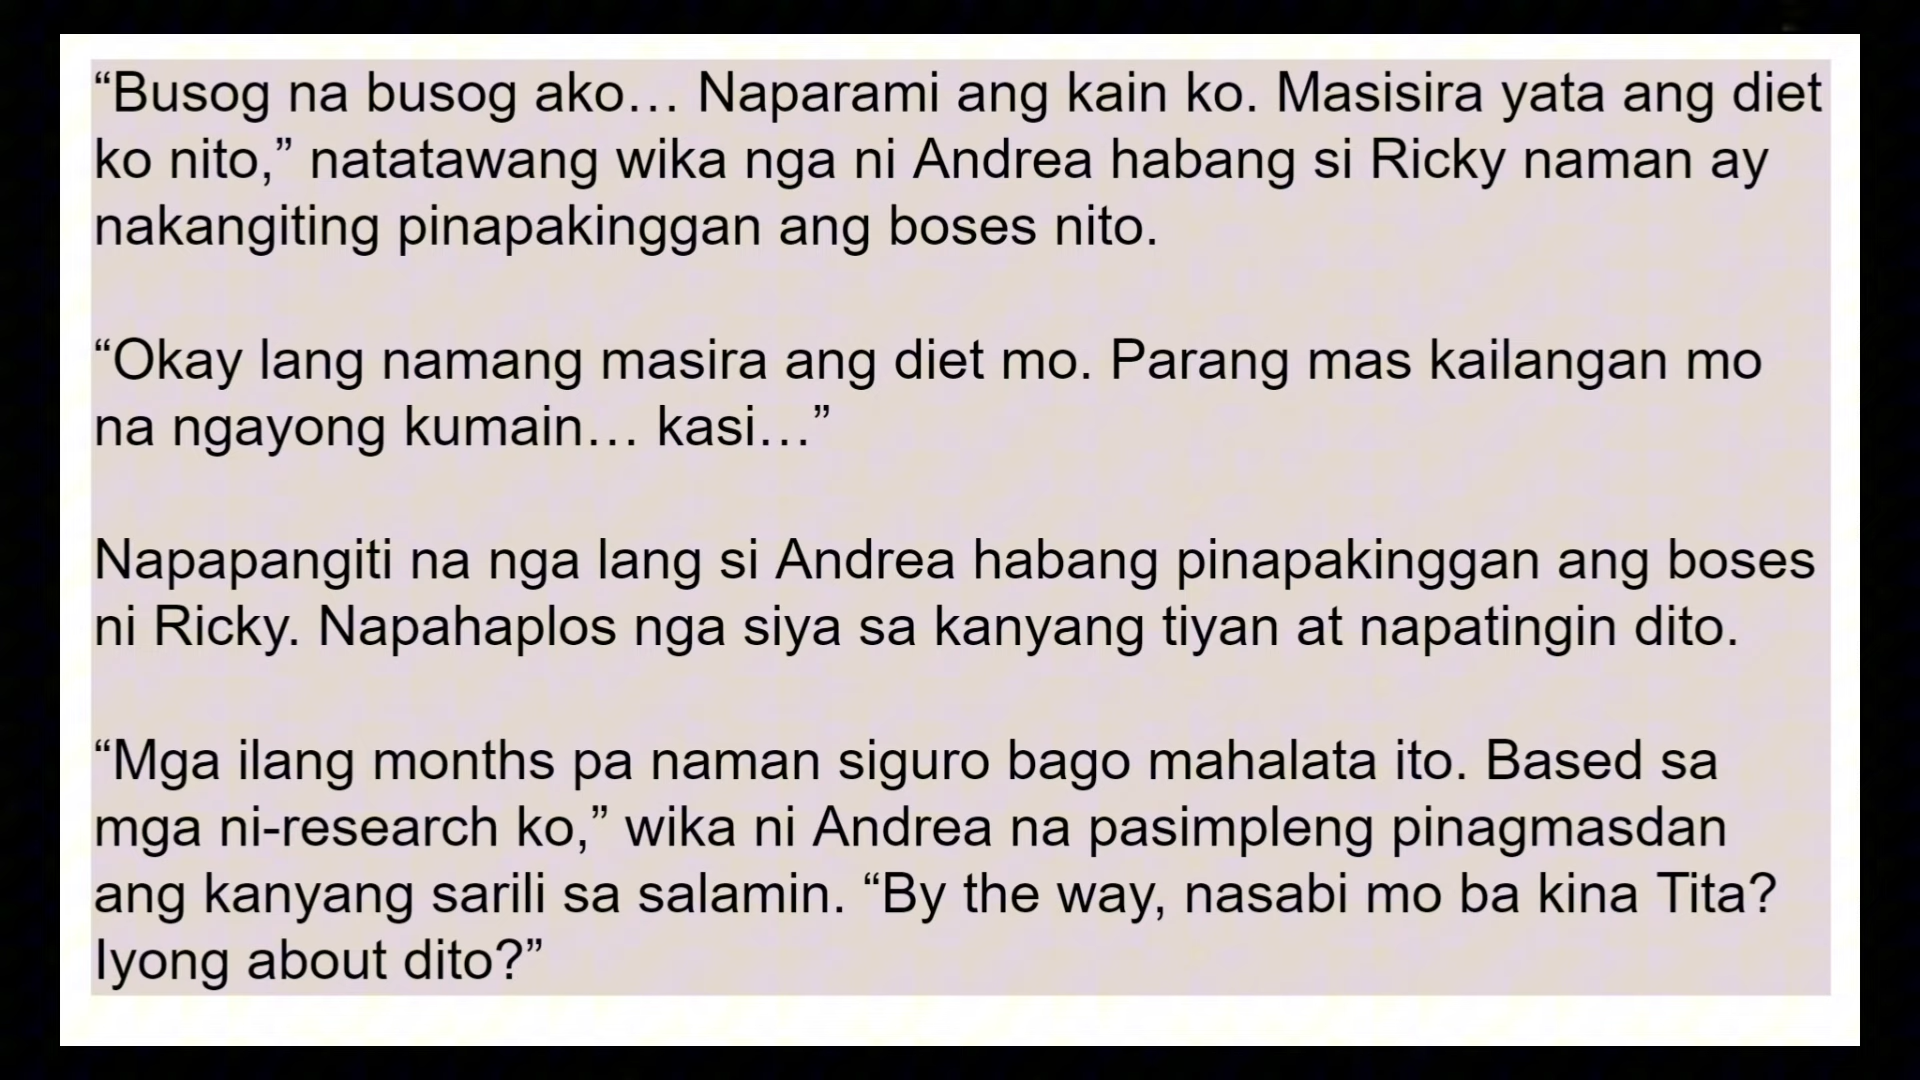 “Busog na busog ako… Naparami ang kain ko. Masisira yata ang diet
ko nito,” natatawang wika nga ni Andrea habang si Ricky naman ay
nakangiting pinapakinggan ang boses nito.
“Okay lang namang masira ang diet mo. Parang mas kailangan mo
na ngayong kumain… kasi…”
Napapangiti na nga lang si Andrea habang pinapakinggan ang boses
ni Ricky. Napahaplos nga siya sa kanyang tiyan at napatingin dito.
“Mga ilang months pa naman siguro bago mahalata ito. Based sa
mga ni-research ko,” wika ni Andrea na pasimpleng pinagmasdan
ang kanyang sarili sa salamin. “By the way, nasabi mo ba kina Tita?
Iyong about dito?”